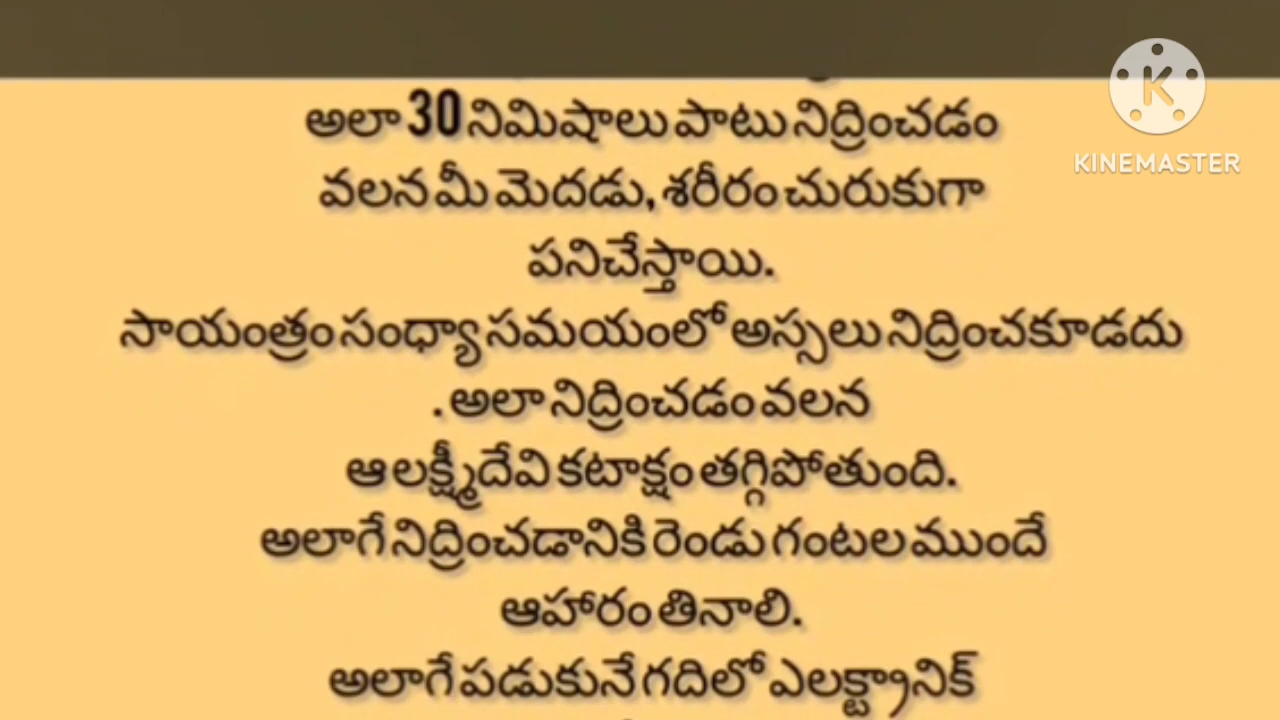 అలా 30 నిమిషాలు పాటు నిద్రించడం
వలన మీ మెదడు, శరీరం చురుకుగా
పనిచేస్తాయి.
సాయంత్రం సంధ్యా సమయంలో అస్సలు నిద్రించకూడదు
. అలా నిద్రించడం వలన
ఆ లక్ష్మీదేవి కటాక్షం తగ్గిపోతుంది.
అలాగే నిద్రించడానికి రెండు గంటల ముందే
ఆహారం తినాలి.
అలాగే పడుకునే గదిలో ఎలక్ట్రానిక్
KINEMASTER